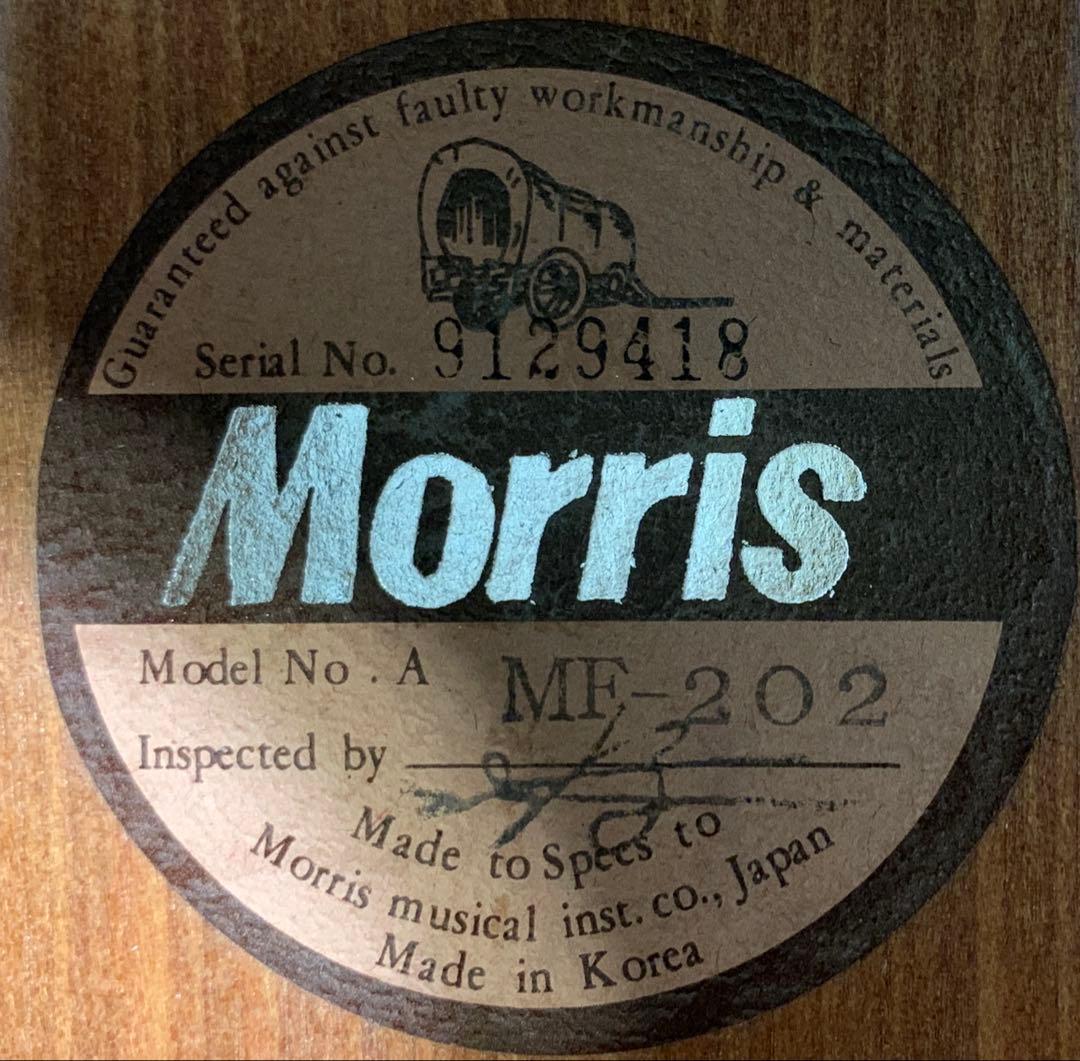 Guaranteed against faulty workmanship & materials
Serial No. 9129418
Morris
Model No . A MF-202
Inspected by
Made to Specs to
Morris musical inst. co., Japan
Made in Korea